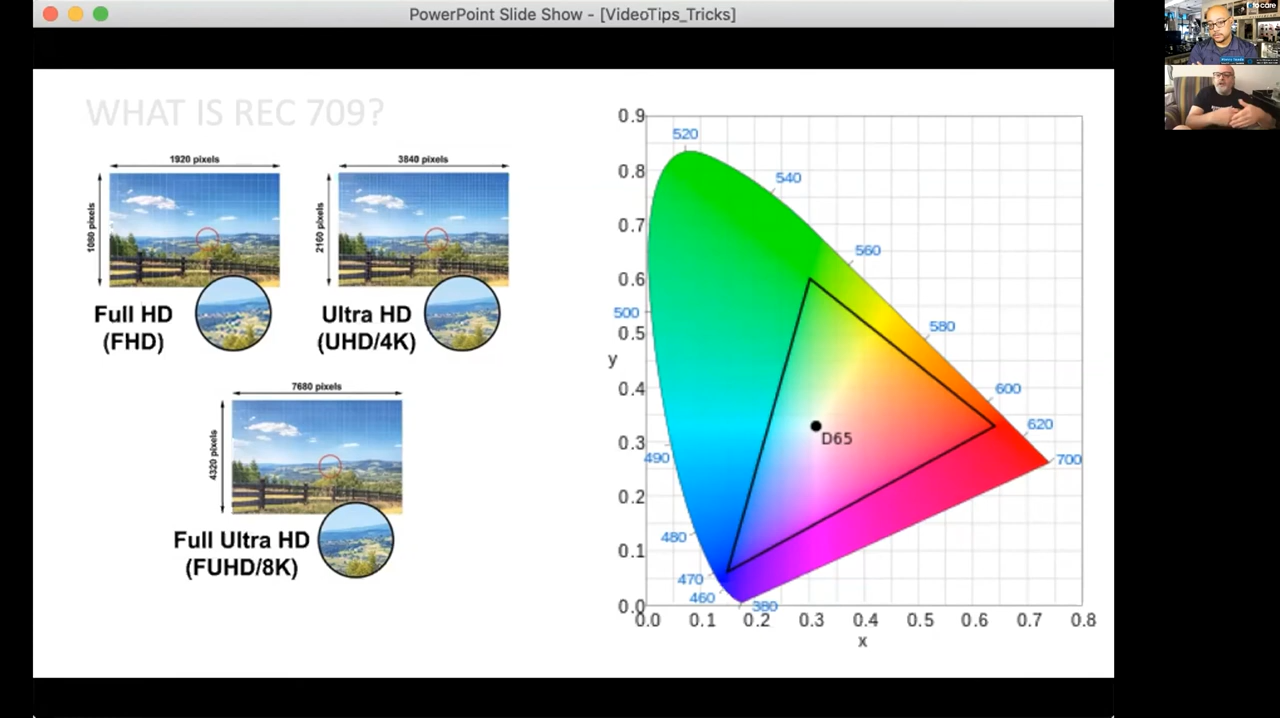 PowerPoint Slide Show - [VideoTips_Tricks]
to care
WHAT IS REC 709?
1920 pixels
1080 pixels
Full HD
(FHD)
3840 pixels
2160 pixels
Ultra HD
(UHD/4K)
7680 pixels
4320 pixels
Full Ultra HD
(FUHD/8K)
0.9
0.8
0.7
0.6
0.5
0.4
0.3
0.2
0.1
0.0
y
520
540
560
580
600
620
700
500
490
480
470
460
380
D65
0.0
0.1
0.2
0.3
0.4
0.5
0.6
0.7
0.8
x